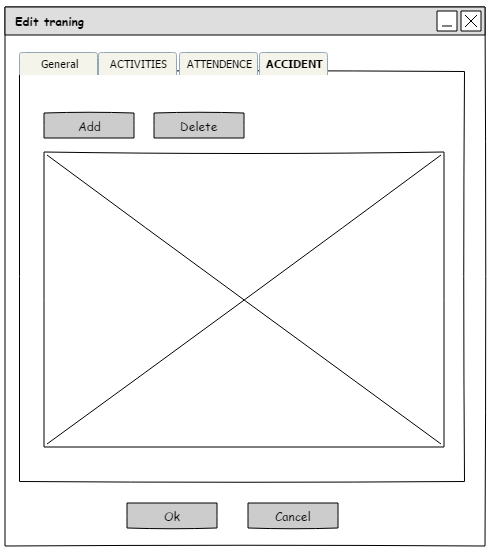 Edit traning
General ACTIVITIES ATTENDENCE ACCIDENT
Add Delete
Ok Cancel